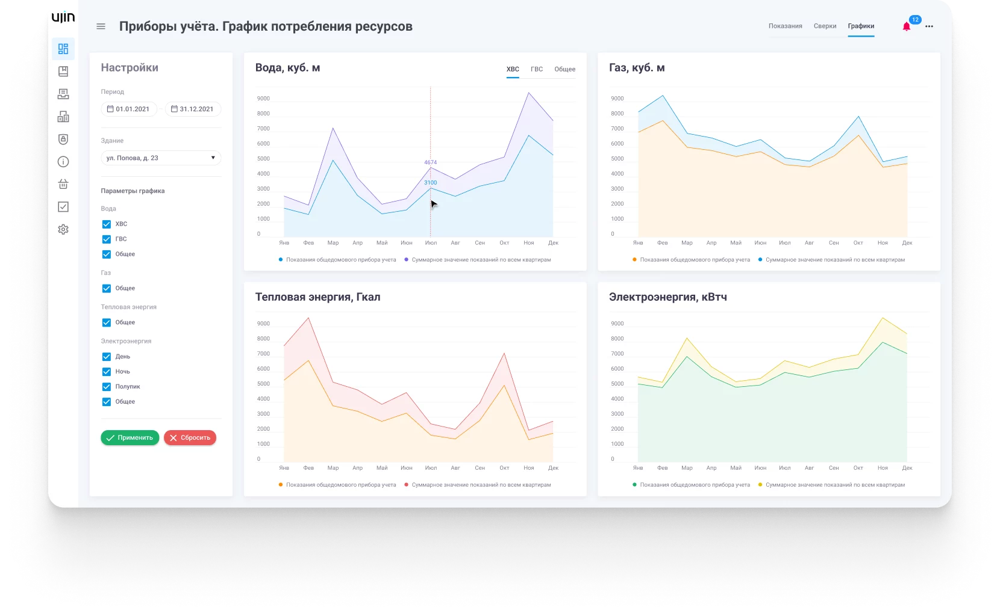 ujin
Приборы учёта. График потребления ресурсов
Показания Сверки Графики
12
Настройки
Период
01.01.2021 - 31.12.2021
Здание
ул. Попова, д. 23
Параметры графика
Вода
ХВС
ГВС
Общее
Газ
Общее
Тепловая энергия
Общее
Электроэнергия
День
Ночь
Полупик
Общее
Применить Сбросить
Вода, куб. м
ХВС ГВС Общее
9000
8000
7000
6000
5000
4000
3000
2000
1000
0
4674
3100
Янв Фев Мар Апр Май Июн Июл Авг Сен Окт Ноя Дек
Показания общедомового прибора учета Суммарное значение показаний по всем квартирам
Газ, куб. м
9000
8000
7000
6000
5000
4000
3000
2000
1000
0
Янв Фев Мар Апр Май Июн Июл Авг Сен Окт Ноя Дек
Показания общедомового прибора учета Суммарное значение показаний по всем квартирам
Тепловая энергия, Гкал
9000
8000
7000
6000
5000
4000
3000
2000
1000
0
Янв Фев Мар Апр Май Июн Июл Авг Сен Окт Ноя Дек
Показания общедомового прибора учета Суммарное значение показаний по всем квартирам
Электроэнергия, кВтч
9000
8000
7000
6000
5000
4000
3000
2000
1000
0
Янв Фев Мар Апр Май Июн Июл Авг Сен Окт Ноя Дек
Показания общедомового прибора учета Суммарное значение показаний по всем квартирам